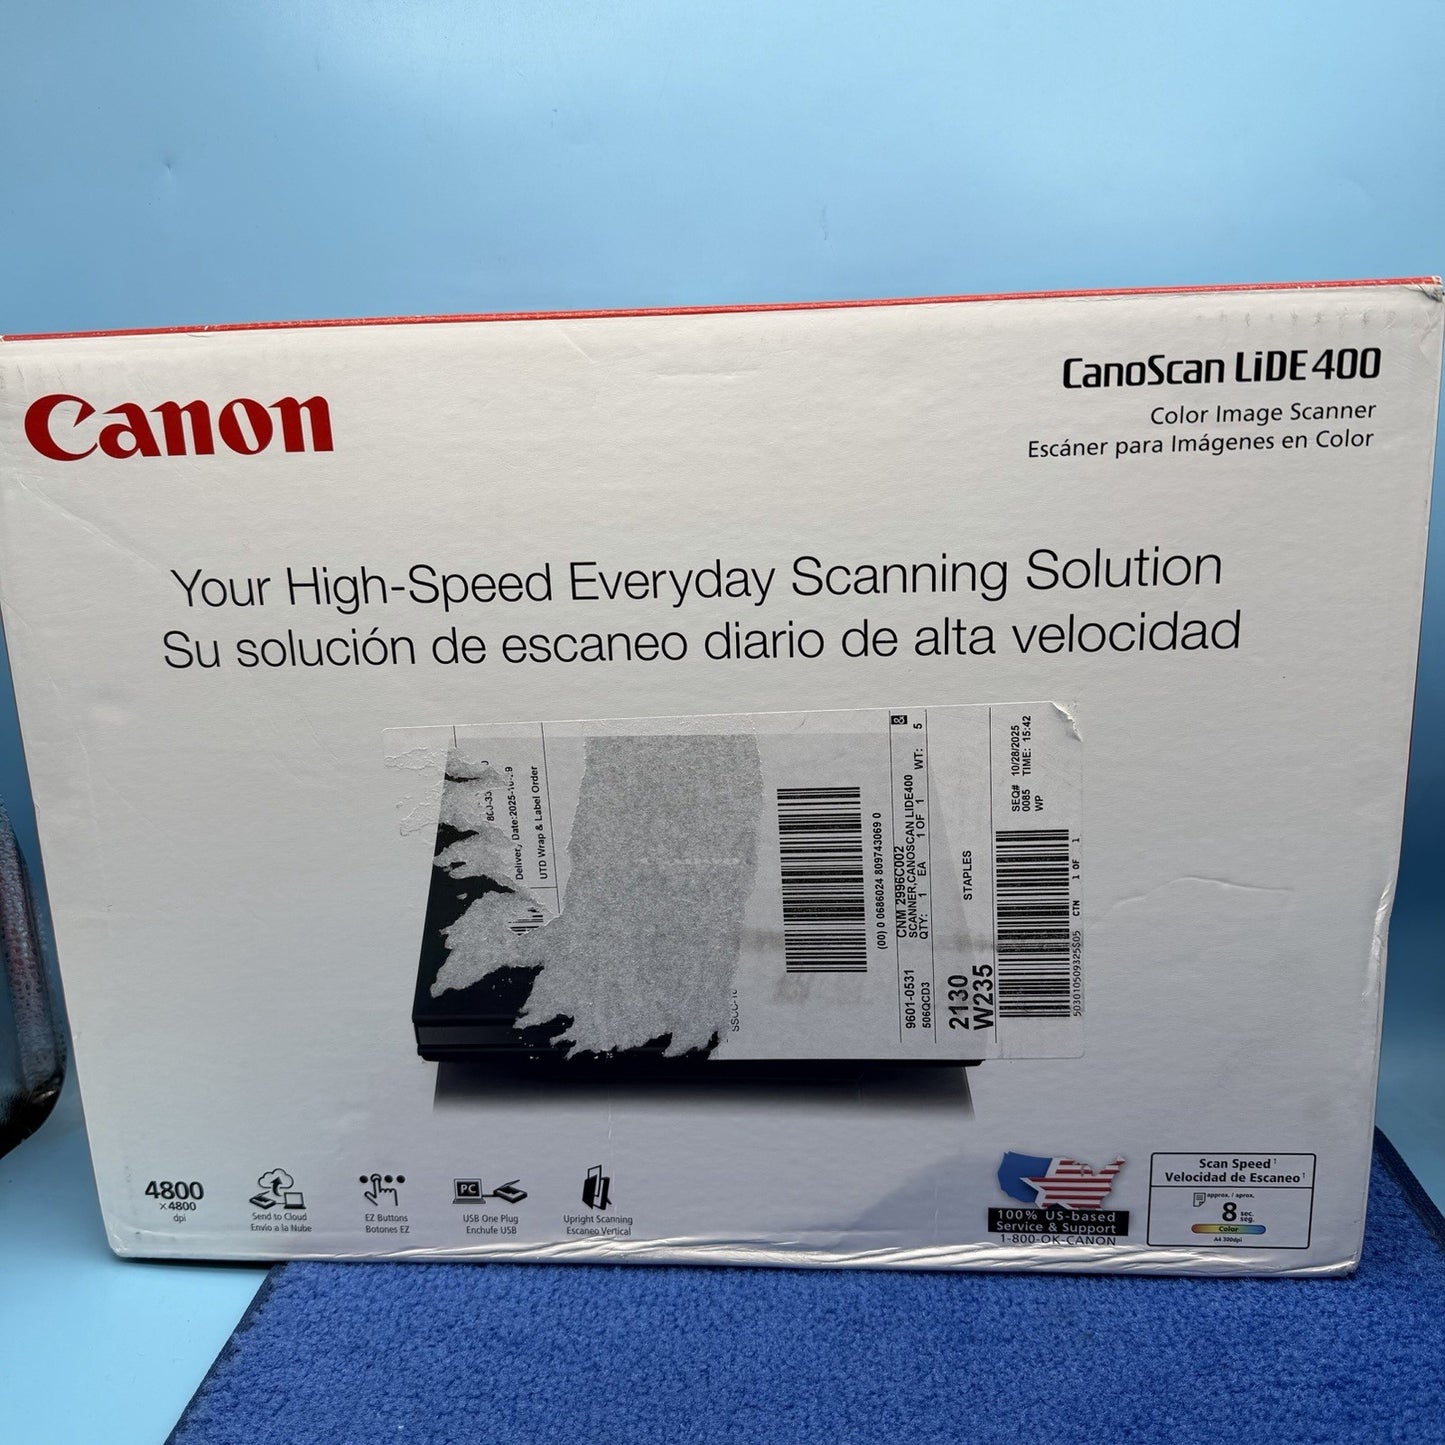 Canon
CanoScan LiDE 400
Color Image Scanner
Escáner para Imágenes en Color
Your High-Speed Everyday Scanning Solution
Su solución de escaneo diario de alta velocidad
UTD Wrap & Label Order
(00) 0 0686024 809743069 0
CNM 2996C002
SCANNER,CANOSCAN LIDE400
QTY: 1 EA 1 OF 1 WT: 5
9601-0531
506QCD3
STAPLES
2130
W235
SEQ# 10/28/2025
0085 TIME: 15:42
WP
CTN 1 OF 1
4800
×4800
dpi
Send to Cloud
Envío a la Nube
EZ Buttons
Botones EZ
PC
USB One Plug
Enchufe USB
Upright Scanning
Escaneo Vertical
100% US-based
Service & Support
1-800-OK-CANON
Scan Speed¹
Velocidad de Escaneo¹
approx. / aprox.
8 sec.
seg.
Color
A4 300dpi